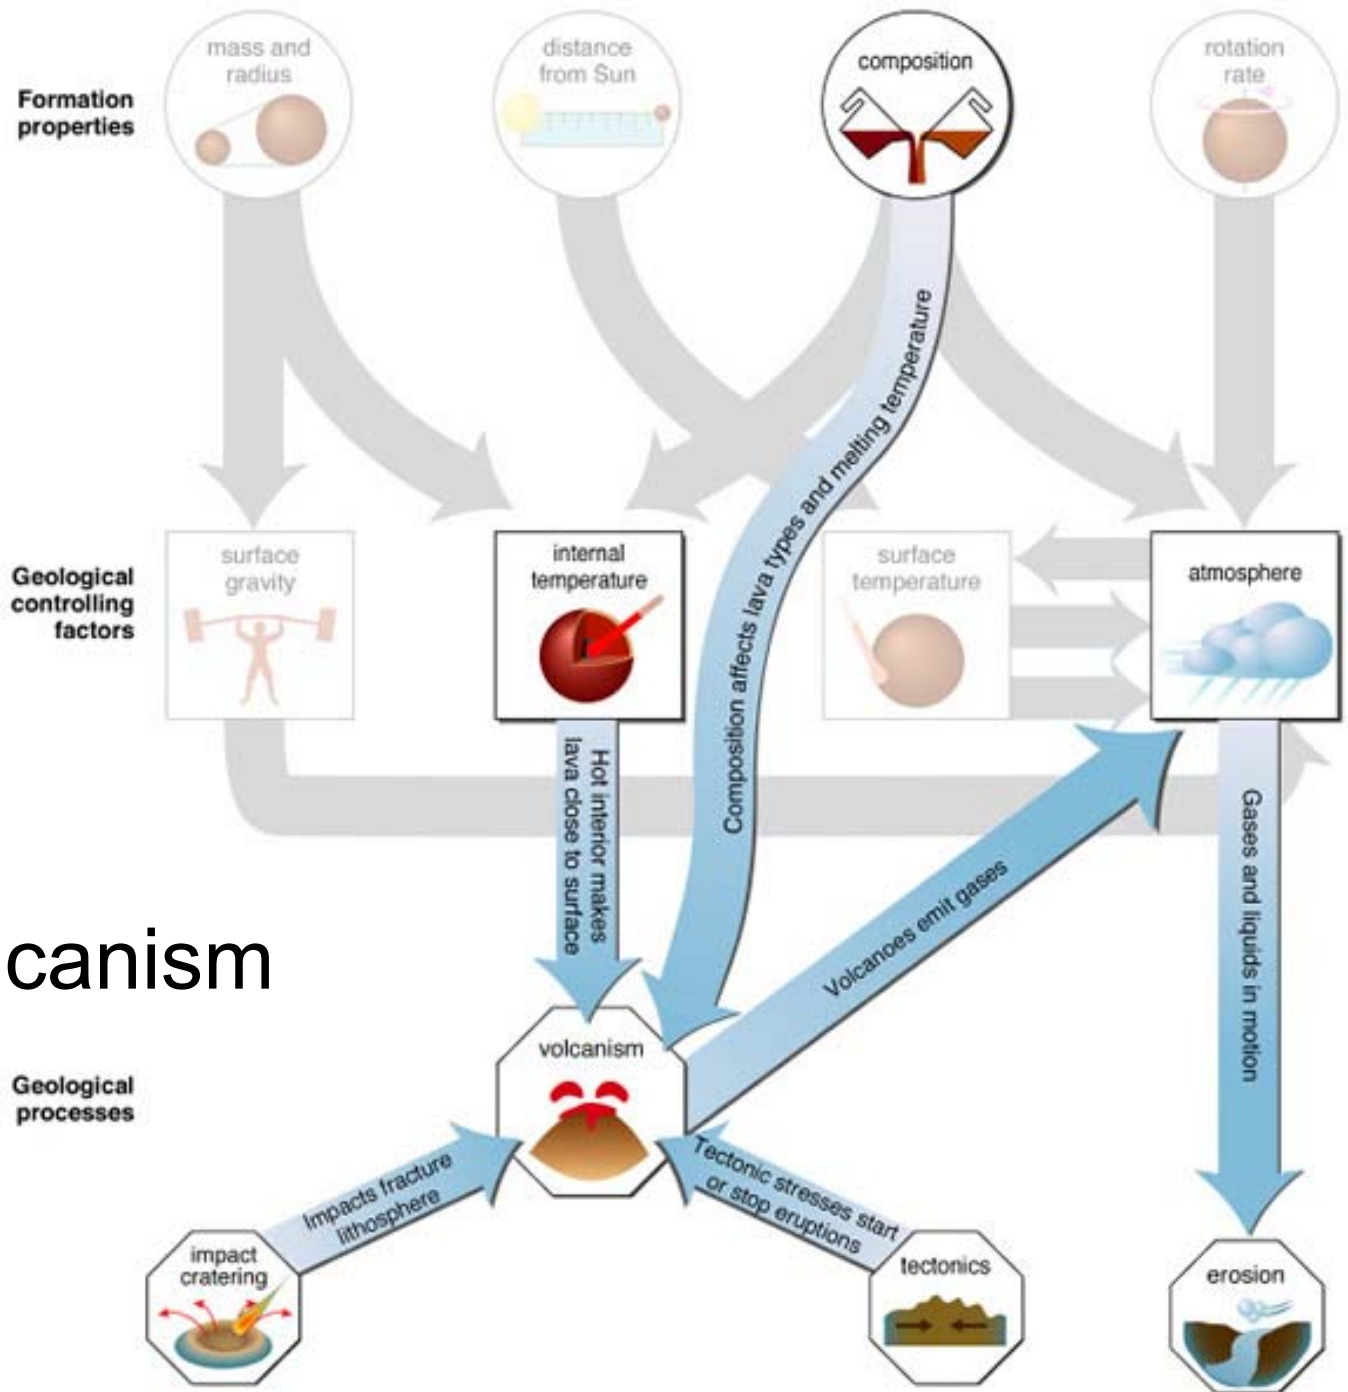 Formation
properties
mass and
radius
distance
from Sun
composition
rotation
rate
Composition affects lava types and melting temperature
Geological
controlling
factors
surface
gravity
internal
temperature
surface
temperature
atmosphere
Hot interior makes
lava close to surface
Volcanoes emit gases
Gases and liquids in motion
canism
Geological
processes
volcanism
Impacts fracture
lithosphere
Tectonic stresses start
or stop eruptions
impact
cratering
tectonics
erosion